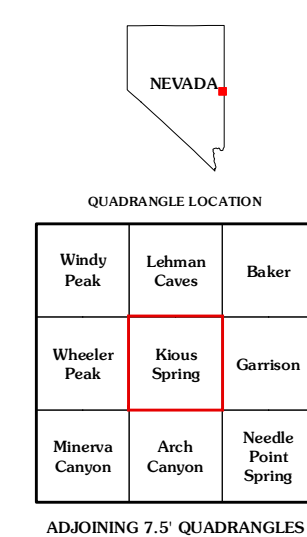 NEVADA
QUADRANGLE LOCATION
Windy
Peak
Lehman
Caves
Baker
Wheeler
Peak
Kious
Spring
Garrison
Minerva
Canyon
Arch
Canyon
Needle
Point
Spring
ADJOINING 7.5' QUADRANGLES